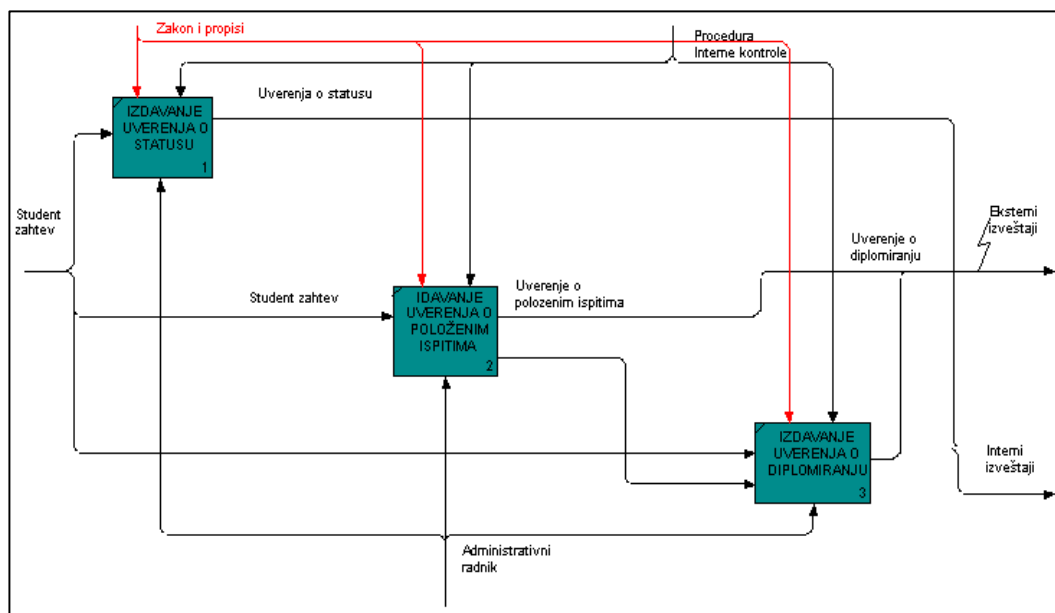 Zakon i propisi
Procedura
Interne kontrole
Uverenja o statusu
IZDAVANJE
UVERENJA O
STATUSU
1
Student
zahtev
Eksterni
izveštaji
Uverenje o
diplomiranju
Student zahtev
IDAVANJE
UVERENJA O
POLOŽENIM
ISPITIMA
2
Uverenje o
polozenim ispitima
IZDAVANJE
UVERENJA O
DIPLOMIRANJU
3
Interni
izveštaji
Administrativni
radnik